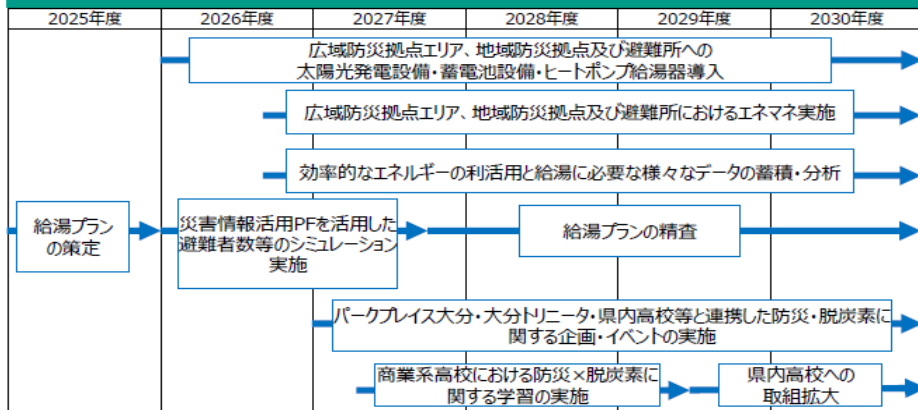 2025年度
2026年度
2027年度
2028年度
2029年度
2030年度
広域防災拠点エリア、地域防災拠点及び避難所への
太陽光発電設備・蓄電池設備・ヒートポンプ給湯器導入
広域防災拠点エリア、地域防災拠点及び避難所におけるエネマネ実施
効率的なエネルギーの利活用と給湯に必要な様々なデータの蓄積・分析
給湯プラン
の策定
災害情報活用PFを活用した
避難者数等のシミュレーション
実施
給湯プランの精査
パークプレイス大分・大分トリニータ・県内高校等と連携した防災・脱炭素に
関する企画・イベントの実施
商業系高校における防災×脱炭素に
関する学習の実施
県内高校への
取組拡大